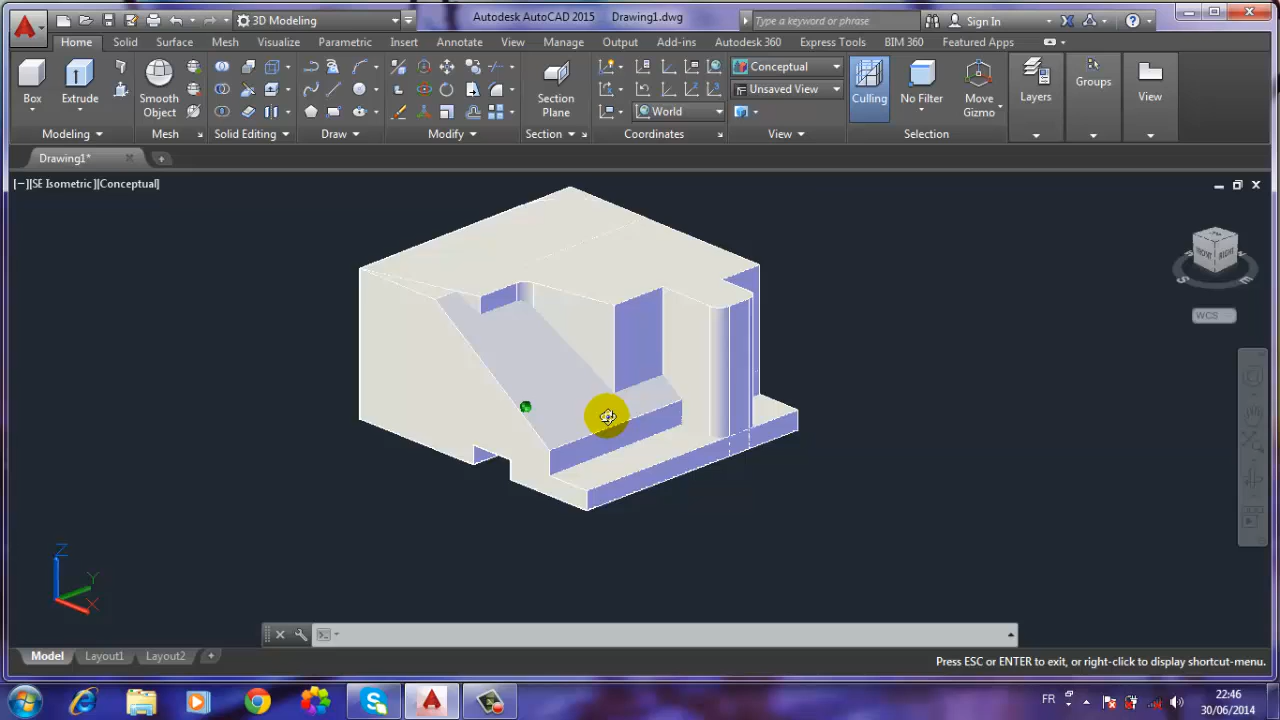 3D Modeling Autodesk AutoCAD 2015 Drawing1.dwg Type a keyword or phrase Sign In
Home Solid Surface Mesh Visualize Parametric Insert Annotate View Manage Output Add-ins Autodesk 360 Express Tools BIM 360 Featured Apps
Conceptual
Unsaved View
World
Box Extrude Smooth Object Section Plane Culling No Filter Move Gizmo Layers Groups View
Modeling Mesh Solid Editing Draw Modify Section Coordinates View Selection
Drawing1*
[−][SE Isometric][Conceptual]
FRONT RIGHT
S E
WCS
Z
Y
X
Model Layout1 Layout2
Press ESC or ENTER to exit, or right-click to display shortcut-menu.
FR 22:46
30/06/2014